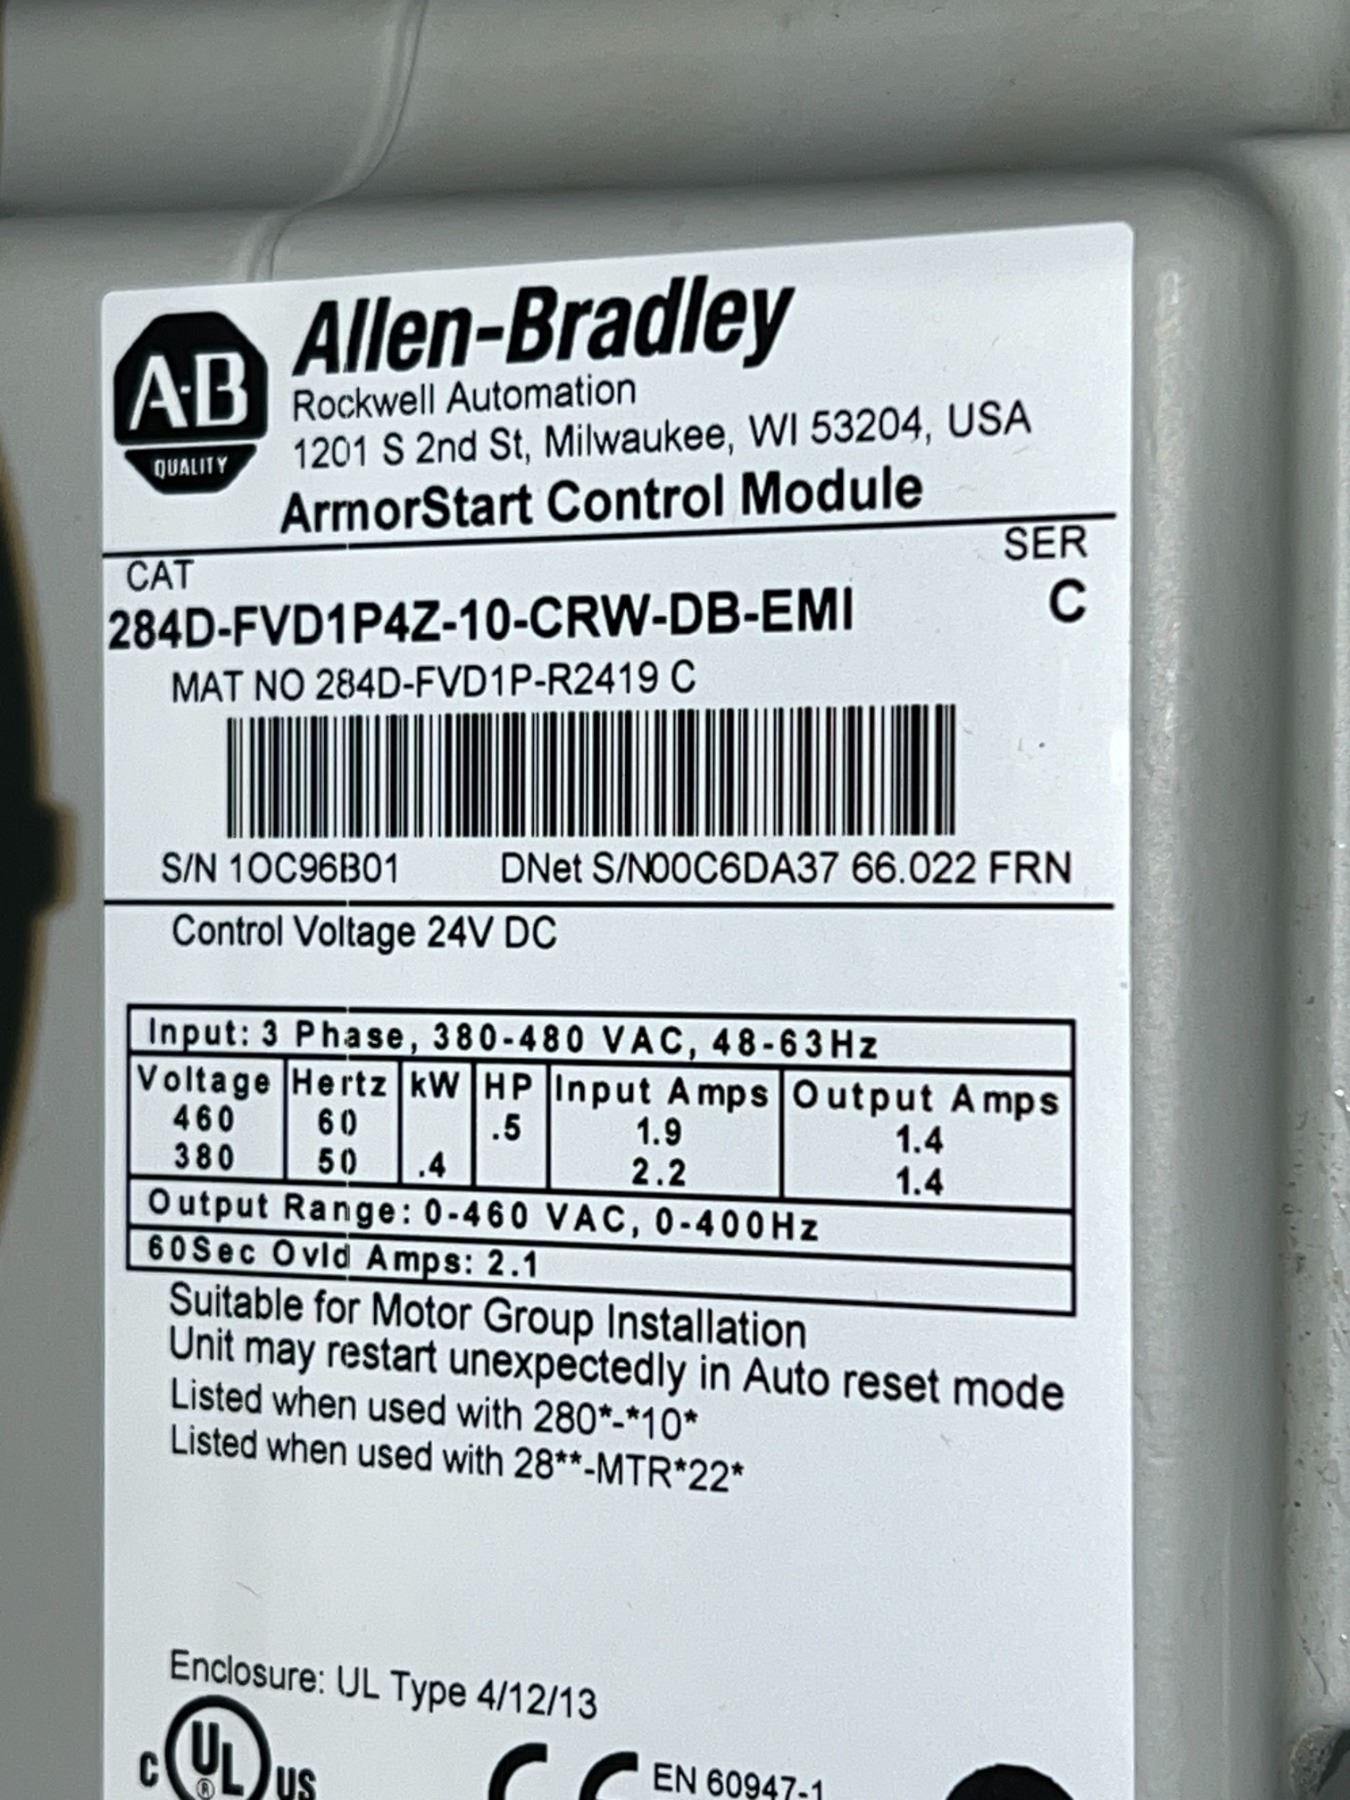 A·B
QUALITY
Allen-Bradley
Rockwell Automation
1201 S 2nd St, Milwaukee, WI 53204, USA
ArmorStart Control Module
CAT SER
284D-FVD1P4Z-10-CRW-DB-EMI C
MAT NO 284D-FVD1P-R2419 C
S/N 1OC96B01 DNet S/N00C6DA37 66.022 FRN
Control Voltage 24V DC
Input: 3 Phase, 380-480 VAC, 48-63Hz
Voltage Hertz kW HP Input Amps Output Amps
460 60 .5 1.9 1.4
380 50 .4 2.2 1.4
Output Range: 0-460 VAC, 0-400Hz
60Sec Ovld Amps: 2.1
Suitable for Motor Group Installation
Unit may restart unexpectedly in Auto reset mode
Listed when used with 280*-*10*
Listed when used with 28**-MTR*22*
Enclosure: UL Type 4/12/13
C UL ® US CE EN 60947-1